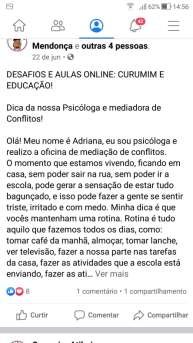 56% 14:56
42
Mendonça e outras 4 pessoas.
22 de jun
DESAFIOS E AULAS ONLINE: CURUMIM E
EDUCAÇÃO!
Dica da nossa Psicóloga e mediadora de
Conflitos!
Olá! Meu nome é Adriana, eu sou psicóloga e
realizo a oficina de mediação de conflitos.
O momento que estamos vivendo, ficando em
casa, sem poder sair na rua, sem poder ir a
escola, pode gerar a sensação de estar tudo
bagunçado, e isso pode fazer a gente se sentir
triste, irritado e com medo. Minha dica é que
vocês mantenham uma rotina. Rotina é tudo
aquilo que fazemos todos os dias, como:
tomar café da manhã, almoçar, tomar lanche,
ver televisão, fazer a nossa parte nas tarefas
da casa, fazer as atividades que a escola está
enviando, fazer as ati... Ver mais
8 1 comentário • 1 compartilhamento
Curtir Comentar Compartilhar